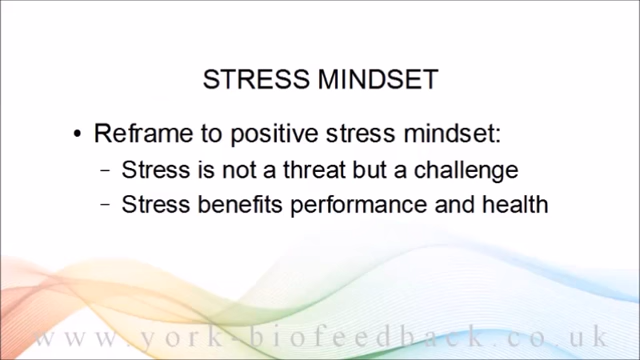 STRESS MINDSET
• Reframe to positive stress mindset:
– Stress is not a threat but a challenge
– Stress benefits performance and health
www.york-biofeedback.co.uk